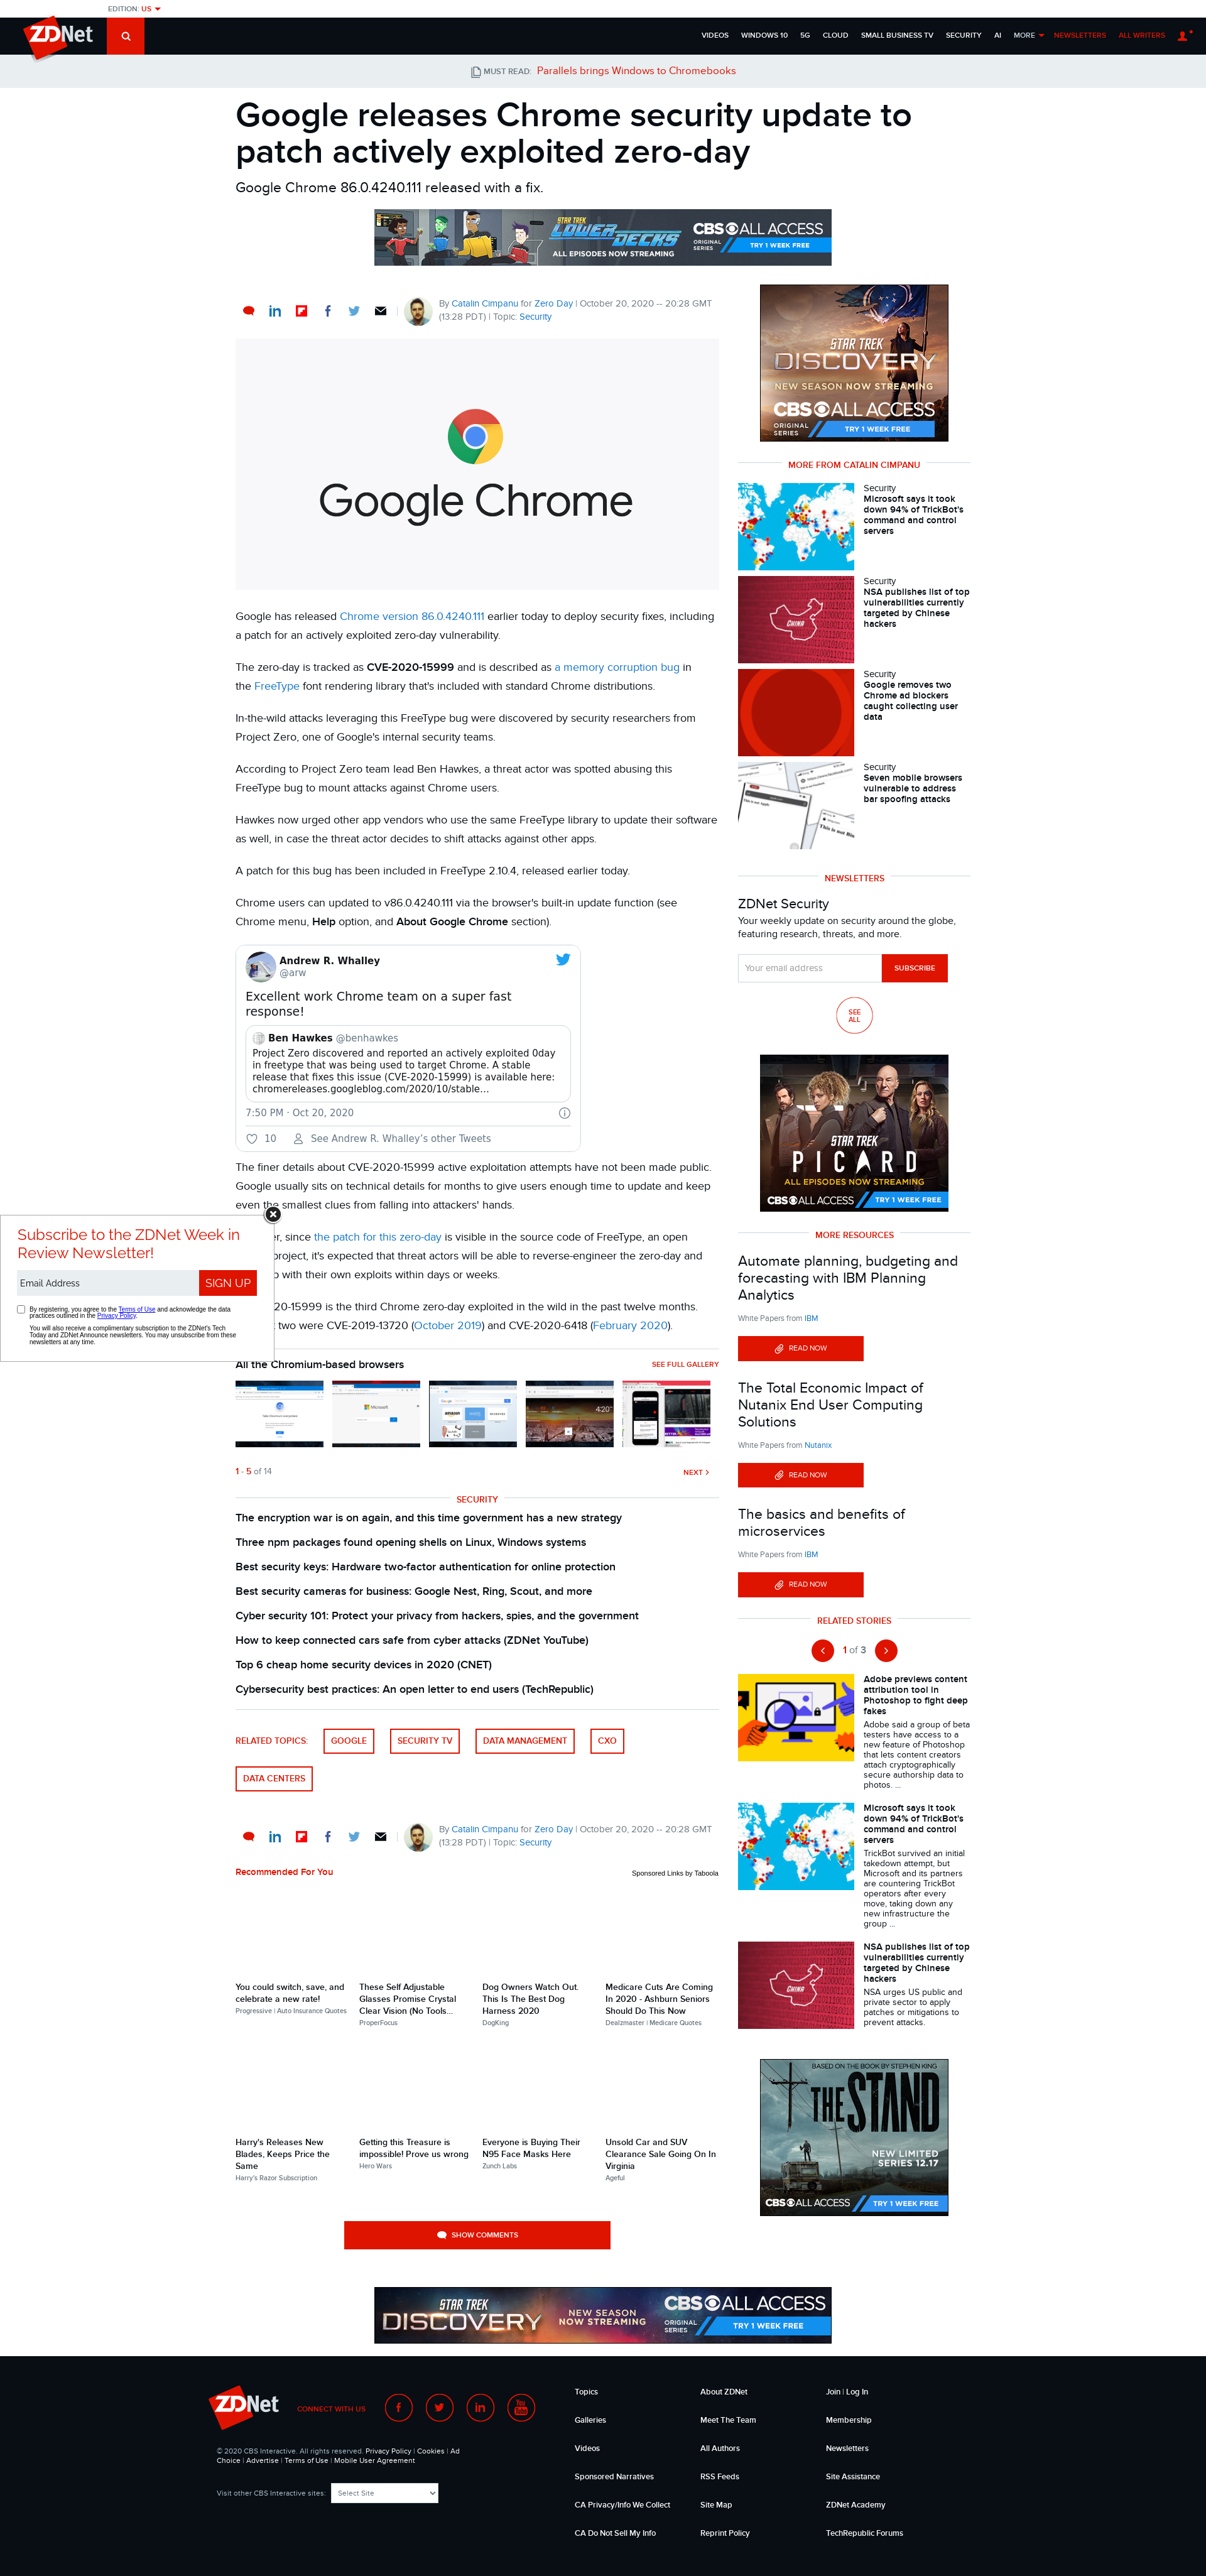 EDITION: US
ZDNet
VIDEOS WINDOWS 10 5G CLOUD SMALL BUSINESS TV SECURITY AI MORE NEWSLETTERS ALL WRITERS
MUST READ: Parallels brings Windows to Chromebooks
Google releases Chrome security update to
patch actively exploited zero-day
Google Chrome 86.0.4240.111 released with a fix.
STAR TREK
LOWER DECKS
ALL EPISODES NOW STREAMING
CBS ALL ACCESS
ORIGINAL SERIES
TRY 1 WEEK FREE
By Catalin Cimpanu for Zero Day | October 20, 2020 -- 20:28 GMT
(13:28 PDT) | Topic: Security
Google Chrome
Google has released Chrome version 86.0.4240.111 earlier today to deploy security fixes, including
a patch for an actively exploited zero-day vulnerability.
The zero-day is tracked as CVE-2020-15999 and is described as a memory corruption bug in
the FreeType font rendering library that's included with standard Chrome distributions.
In-the-wild attacks leveraging this FreeType bug were discovered by security researchers from
Project Zero, one of Google's internal security teams.
According to Project Zero team lead Ben Hawkes, a threat actor was spotted abusing this
FreeType bug to mount attacks against Chrome users.
Hawkes now urged other app vendors who use the same FreeType library to update their software
as well, in case the threat actor decides to shift attacks against other apps.
A patch for this bug has been included in FreeType 2.10.4, released earlier today.
Chrome users can updated to v86.0.4240.111 via the browser's built-in update function (see
Chrome menu, Help option, and About Google Chrome section).
Andrew R. Whalley
@arw
Excellent work Chrome team on a super fast
response!
Ben Hawkes @benhawkes
Project Zero discovered and reported an actively exploited 0day
in freetype that was being used to target Chrome. A stable
release that fixes this issue (CVE-2020-15999) is available here:
chromereleases.googleblog.com/2020/10/stable…
7:50 PM · Oct 20, 2020
10 See Andrew R. Whalley's other Tweets
The finer details about CVE-2020-15999 active exploitation attempts have not been made public.
Google usually sits on technical details for months to give users enough time to update and keep
even the smallest clues from falling into attackers' hands.
er, since the patch for this zero-day is visible in the source code of FreeType, an open
project, it's expected that threat actors will be able to reverse-engineer the zero-day and
with their own exploits within days or weeks.
20-15999 is the third Chrome zero-day exploited in the wild in the past twelve months.
two were CVE-2019-13720 (October 2019) and CVE-2020-6418 (February 2020).
Subscribe to the ZDNet Week in
Review Newsletter!
Email Address SIGN UP
By registering, you agree to the Terms of Use and acknowledge the data
practices outlined in the Privacy Policy.
You will also receive a complimentary subscription to the ZDNet's Tech
Today and ZDNet Announce newsletters. You may unsubscribe from these
newsletters at any time.
All the Chromium-based browsers SEE FULL GALLERY
1 - 5 of 14 NEXT
SECURITY
The encryption war is on again, and this time government has a new strategy
Three npm packages found opening shells on Linux, Windows systems
Best security keys: Hardware two-factor authentication for online protection
Best security cameras for business: Google Nest, Ring, Scout, and more
Cyber security 101: Protect your privacy from hackers, spies, and the government
How to keep connected cars safe from cyber attacks (ZDNet YouTube)
Top 6 cheap home security devices in 2020 (CNET)
Cybersecurity best practices: An open letter to end users (TechRepublic)
RELATED TOPICS: GOOGLE SECURITY TV DATA MANAGEMENT CXO
DATA CENTERS
By Catalin Cimpanu for Zero Day | October 20, 2020 -- 20:28 GMT
(13:28 PDT) | Topic: Security
Recommended For You
Sponsored Links by Taboola
You could switch, save, and
celebrate a new rate!
Progressive | Auto Insurance Quotes
These Self Adjustable
Glasses Promise Crystal
Clear Vision (No Tools...
ProperFocus
Dog Owners Watch Out.
This Is The Best Dog
Harness 2020
DogKing
Medicare Cuts Are Coming
In 2020 - Ashburn Seniors
Should Do This Now
Dealzmaster | Medicare Quotes
Harry's Releases New
Blades, Keeps Price the
Same
Harry's Razor Subscription
Getting this Treasure is
impossible! Prove us wrong
Hero Wars
Everyone is Buying Their
N95 Face Masks Here
Zunch Labs
Unsold Car and SUV
Clearance Sale Going On In
Virginia
Ageful
SHOW COMMENTS
STAR TREK
DISCOVERY
NEW SEASON NOW STREAMING
CBS ALL ACCESS
ORIGINAL SERIES
TRY 1 WEEK FREE
MORE FROM CATALIN CIMPANU
Security
Microsoft says it took
down 94% of TrickBot's
command and control
servers
CHINA
Security
NSA publishes list of top
vulnerabilities currently
targeted by Chinese
hackers
Security
Google removes two
Chrome ad blockers
caught collecting user
data
Security
Seven mobile browsers
vulnerable to address
bar spoofing attacks
NEWSLETTERS
ZDNet Security
Your weekly update on security around the globe,
featuring research, threats, and more.
Your email address SUBSCRIBE
SEE
ALL
STAR TREK
PICARD
ALL EPISODES NOW STREAMING
CBS ALL ACCESS TRY 1 WEEK FREE
MORE RESOURCES
Automate planning, budgeting and
forecasting with IBM Planning
Analytics
White Papers from IBM
READ NOW
The Total Economic Impact of
Nutanix End User Computing
Solutions
White Papers from Nutanix
READ NOW
The basics and benefits of
microservices
White Papers from IBM
READ NOW
RELATED STORIES
1 of 3
Adobe previews content
attribution tool in
Photoshop to fight deep
fakes
Adobe said a group of beta
testers have access to a
new feature of Photoshop
that lets content creators
attach cryptographically
secure authorship data to
photos. ...
Microsoft says it took
down 94% of TrickBot's
command and control
servers
TrickBot survived an initial
takedown attempt, but
Microsoft and its partners
are countering TrickBot
operators after every
move, taking down any
new infrastructure the
group ...
CHINA
NSA publishes list of top
vulnerabilities currently
targeted by Chinese
hackers
NSA urges US public and
private sector to apply
patches or mitigations to
prevent attacks.
BASED ON THE BOOK BY STEPHEN KING
THE STAND
NEW LIMITED
SERIES 12.17
CBS ALL ACCESS TRY 1 WEEK FREE
STAR TREK
DISCOVERY
NEW SEASON
NOW STREAMING
CBS ALL ACCESS
ORIGINAL SERIES
TRY 1 WEEK FREE
ZDNet
CONNECT WITH US
© 2020 CBS Interactive. All rights reserved. Privacy Policy | Cookies | Ad
Choice | Advertise | Terms of Use | Mobile User Agreement
Visit other CBS Interactive sites: Select Site
Topics
Galleries
Videos
Sponsored Narratives
CA Privacy/Info We Collect
CA Do Not Sell My Info
About ZDNet
Meet The Team
All Authors
RSS Feeds
Site Map
Reprint Policy
Join | Log In
Membership
Newsletters
Site Assistance
ZDNet Academy
TechRepublic Forums